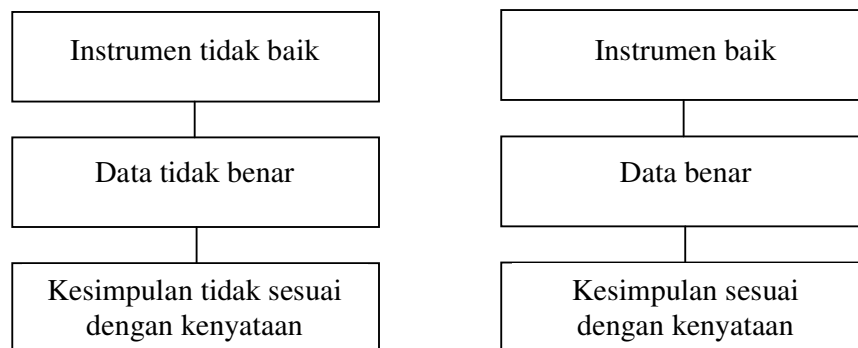 Instrumen tidak baik
Data tidak benar
Kesimpulan tidak sesuai
dengan kenyataan
Instrumen baik
Data benar
Kesimpulan sesuai
dengan kenyataan